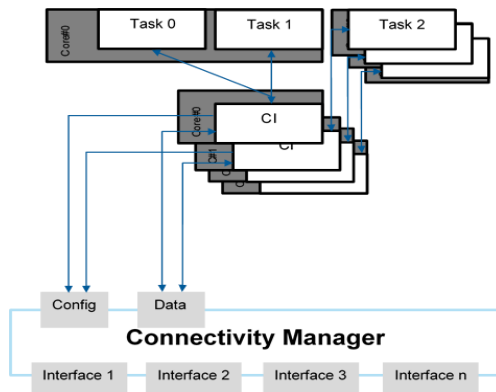 Task 0
Task 1
Task 2
Core#0
CI
Core#0
CI
C#1
Config
Data
Connectivity Manager
Interface 1
Interface 2
Interface 3
Interface n